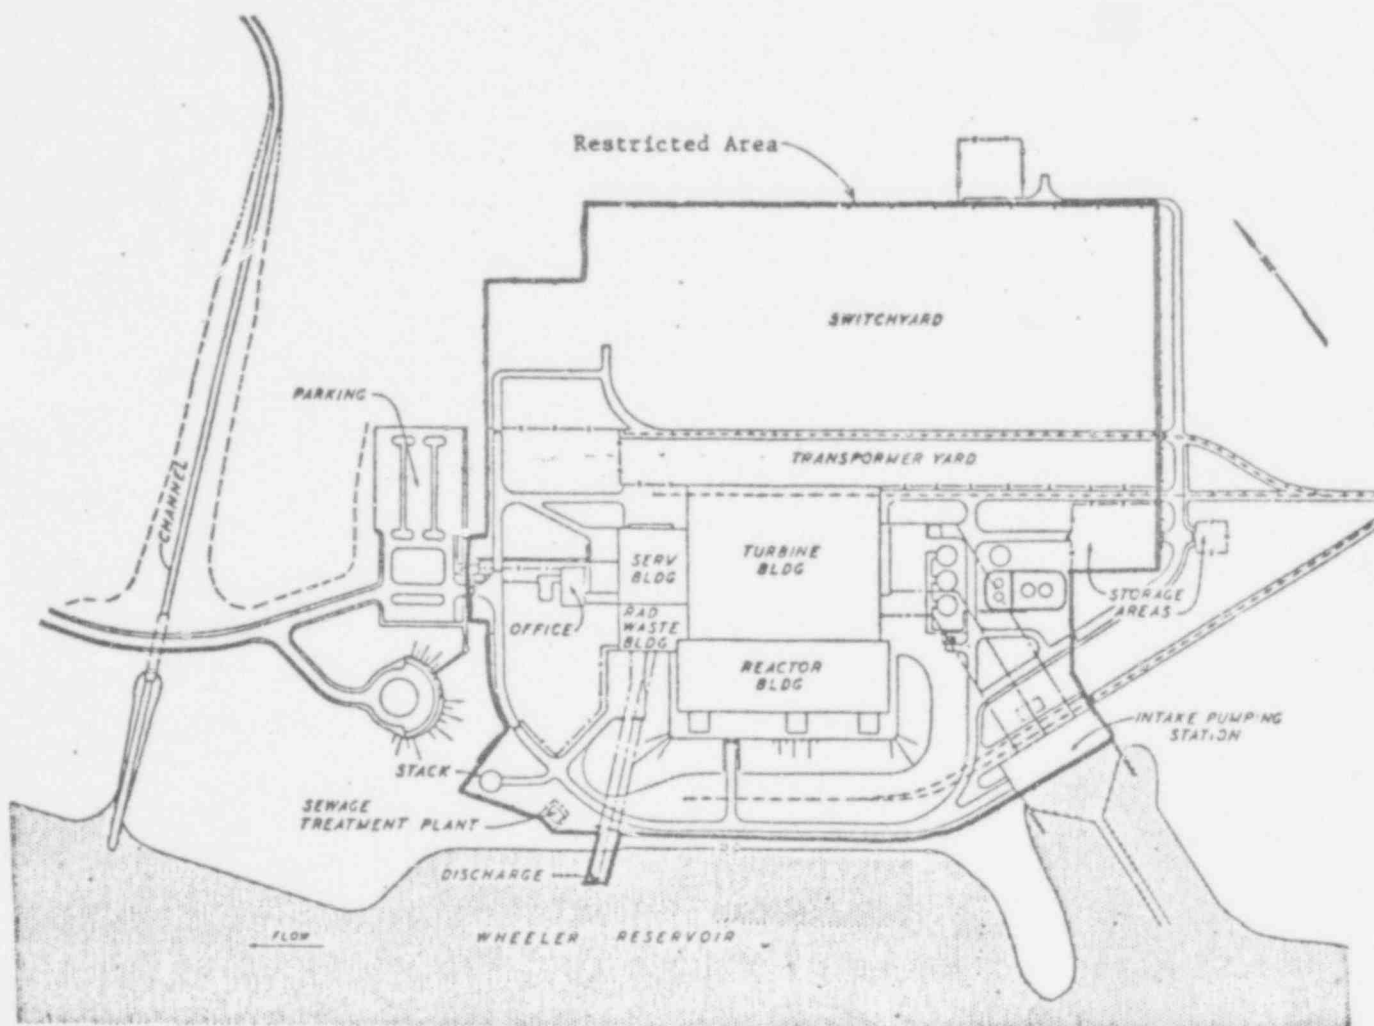 Restricted Area
SWITCHYARD
PARKING
TRANSFORMER YARD
CHANNEL
SERV
BLDG
TURBINE
BLDG
STORAGE
AREAS
OFFICE
RAD
WASTE
BLDG
REACTOR
BLDG
INTAKE PUMPING
STATION
STACK
SEWAGE
TREATMENT PLANT
DISCHARGE
FLOW
WHEELER RESERVOIR